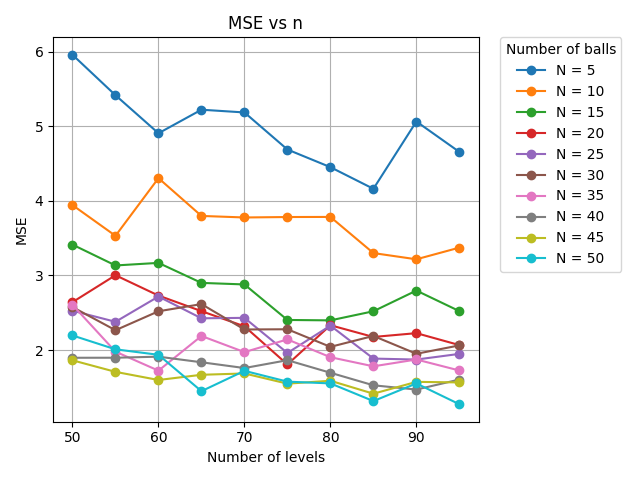 MSE vs n
MSE
6
5
4
3
2
50
60
70
80
90
Number of levels
Number of balls
N = 5
N = 10
N = 15
N = 20
N = 25
N = 30
N = 35
N = 40
N = 45
N = 50